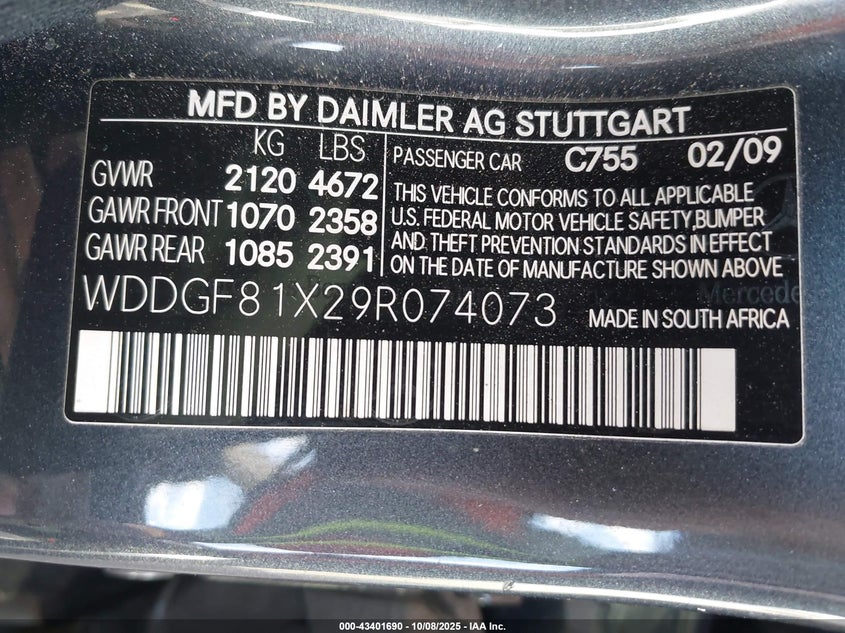 MFD BY DAIMLER AG STUTTGART
KG LBS
GVWR 2120 4672
GAWR FRONT 1070 2358
GAWR REAR 1085 2391
PASSENGER CAR C755 02/09
THIS VEHICLE CONFORMS TO ALL APPLICABLE
U.S. FEDERAL MOTOR VEHICLE SAFETY,BUMPER
AND THEFT PREVENTION STANDARDS IN EFFECT
ON THE DATE OF MANUFACTURE SHOWN ABOVE
Mercede
WDDGF81X29R074073 MADE IN SOUTH AFRICA
000-43401690 - 10/08/2025 - IAA Inc.